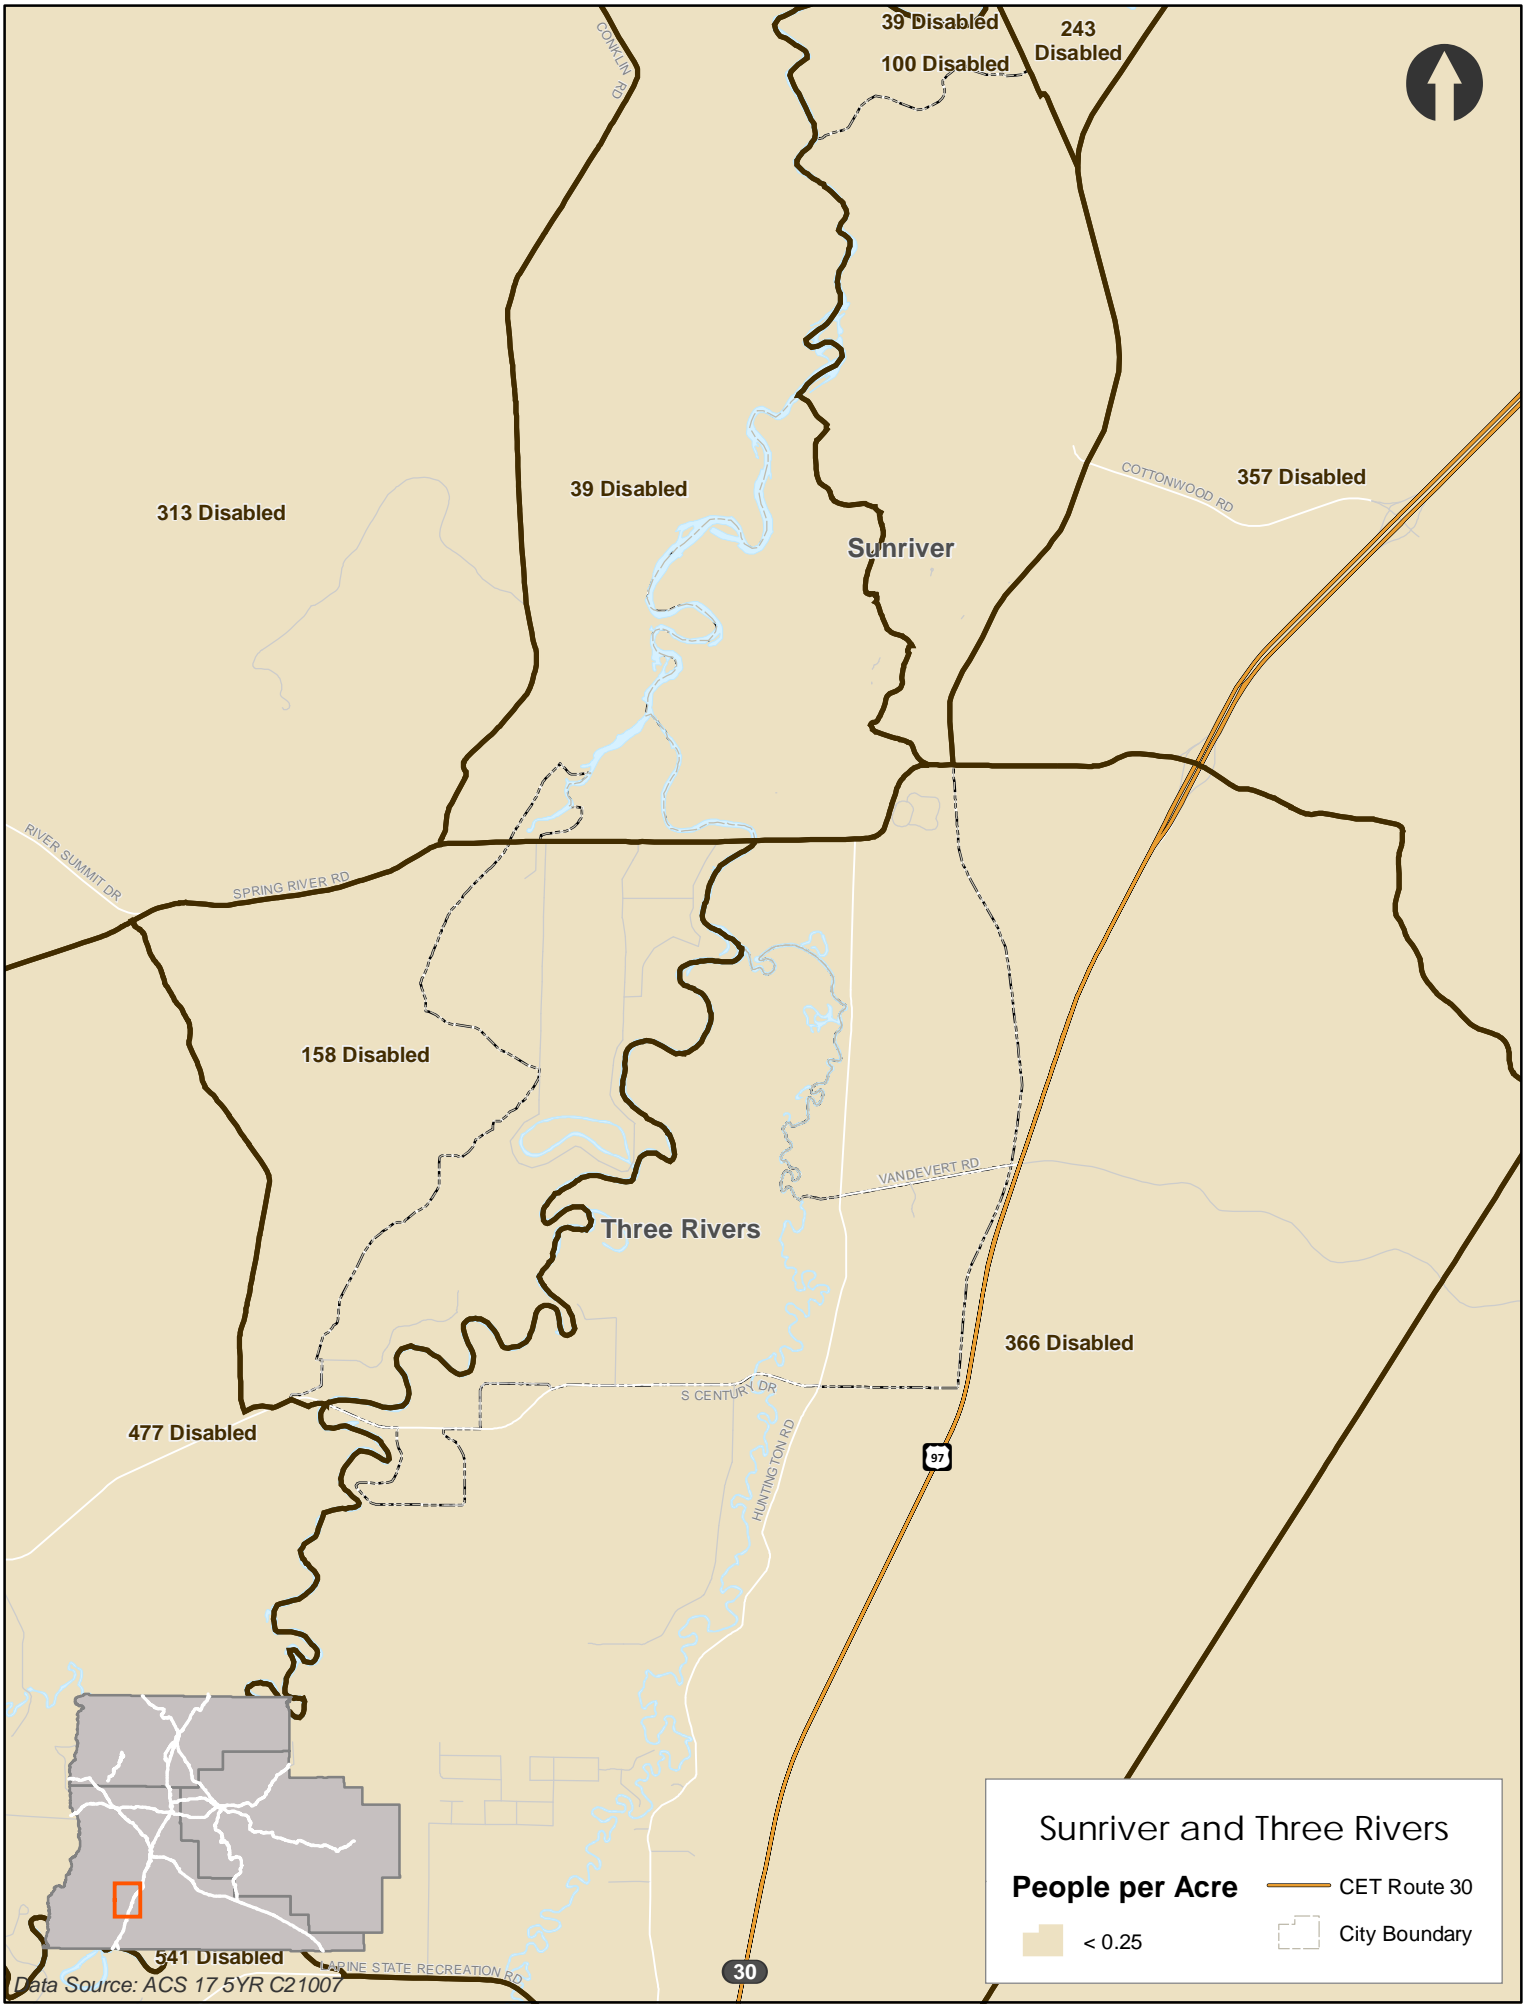 39 Disabled
243
Disabled
100 Disabled
CONKLIN RD
39 Disabled
357 Disabled
COTTONWOOD RD
313 Disabled
Sunriver
RIVER SUMMIT DR
SPRING RIVER RD
158 Disabled
VANDEVERT RD
Three Rivers
366 Disabled
S CENTURY DR
477 Disabled
HUNTINGTON RD
97
Sunriver and Three Rivers
People per Acre
CET Route 30
< 0.25
City Boundary
541 Disabled
LAPINE STATE RECREATION RD
30
Data Source: ACS 17 5YR C21007